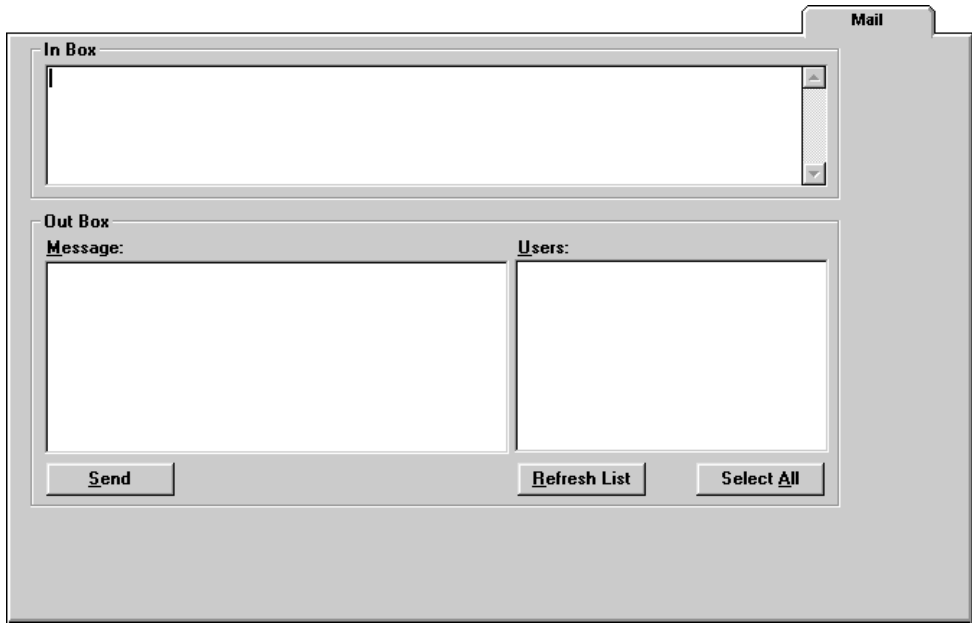 Mail
In Box
Out Box
Message:
Users:
Send
Refresh List
Select All